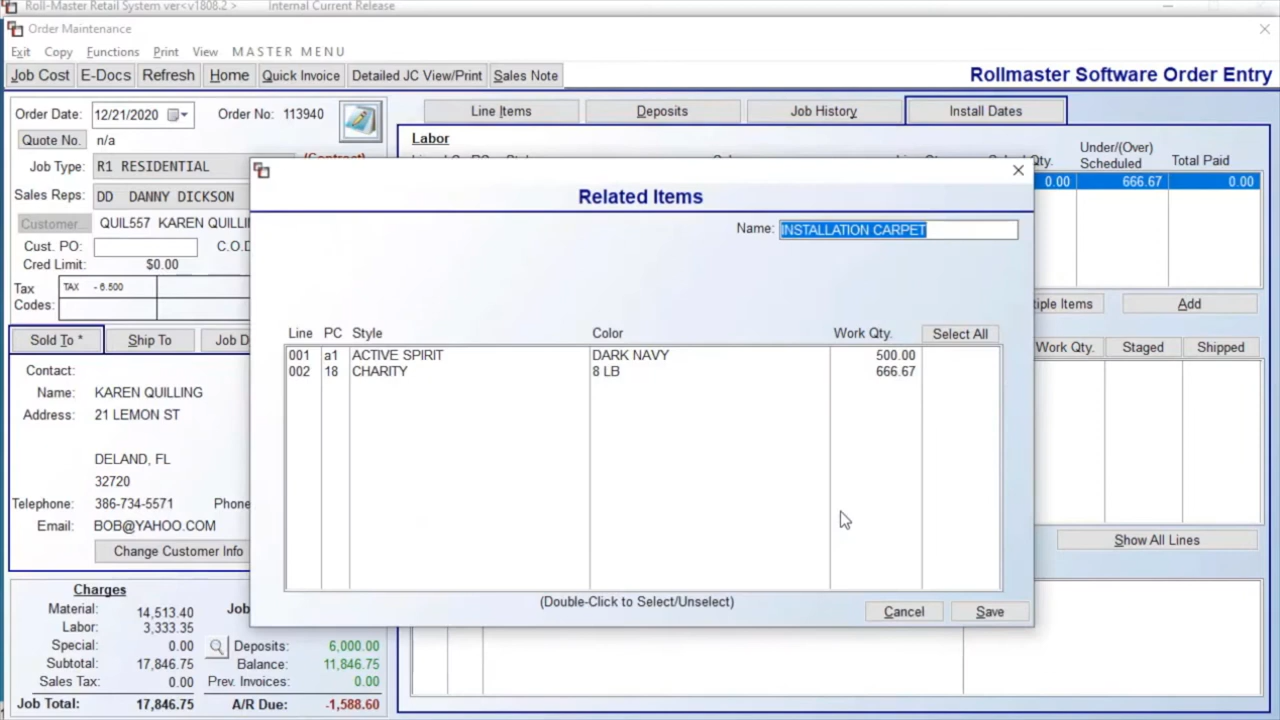 Roll-Master Retail System ver<v1808.2 > Internal Current Release
Order Maintenance
Exit Copy Functions Print View MASTER MENU
Job Cost E-Docs Refresh Home Quick Invoice Detailed JC View/Print Sales Note
Rollmaster Software Order Entry
Order Date: 12/21/2020 Order No: 113940
Quote No. n/a
Job Type: R1 RESIDENTIAL
Sales Reps: DD DANNY DICKSON
Customer... QUIL557 KAREN QUILLIN
Cust. PO: C.O.D
Cred Limit: $0.00
Tax Codes: TAX - 6.500
Sold To * Ship To Job D
Contact:
Name: KAREN QUILLING
Address: 21 LEMON ST
DELAND, FL
32720
Telephone: 386-734-5571 Phone
Email: BOB@YAHOO.COM
Change Customer Info
Charges
Material: 14,513.40 Job
Labor: 3,333.35
Special: 0.00 Deposits: 6,000.00
Subtotal: 17,846.75 Balance: 11,846.75
Sales Tax: 0.00 Prev. Invoices: 0.00
Job Total: 17,846.75 A/R Due: -1,588.60
Line Items Deposits Job History Install Dates
Labor
Under/(Over)
Qty. Scheduled Total Paid
0.00 666.67 0.00
Related Items
Name: INSTALLATION CARPET
Line PC Style Color Work Qty. Select All
001 a1 ACTIVE SPIRIT DARK NAVY 500.00
002 18 CHARITY 8 LB 666.67
(Double-Click to Select/Unselect)
Cancel Save
tiple Items Add
Work Qty. Staged Shipped
Show All Lines